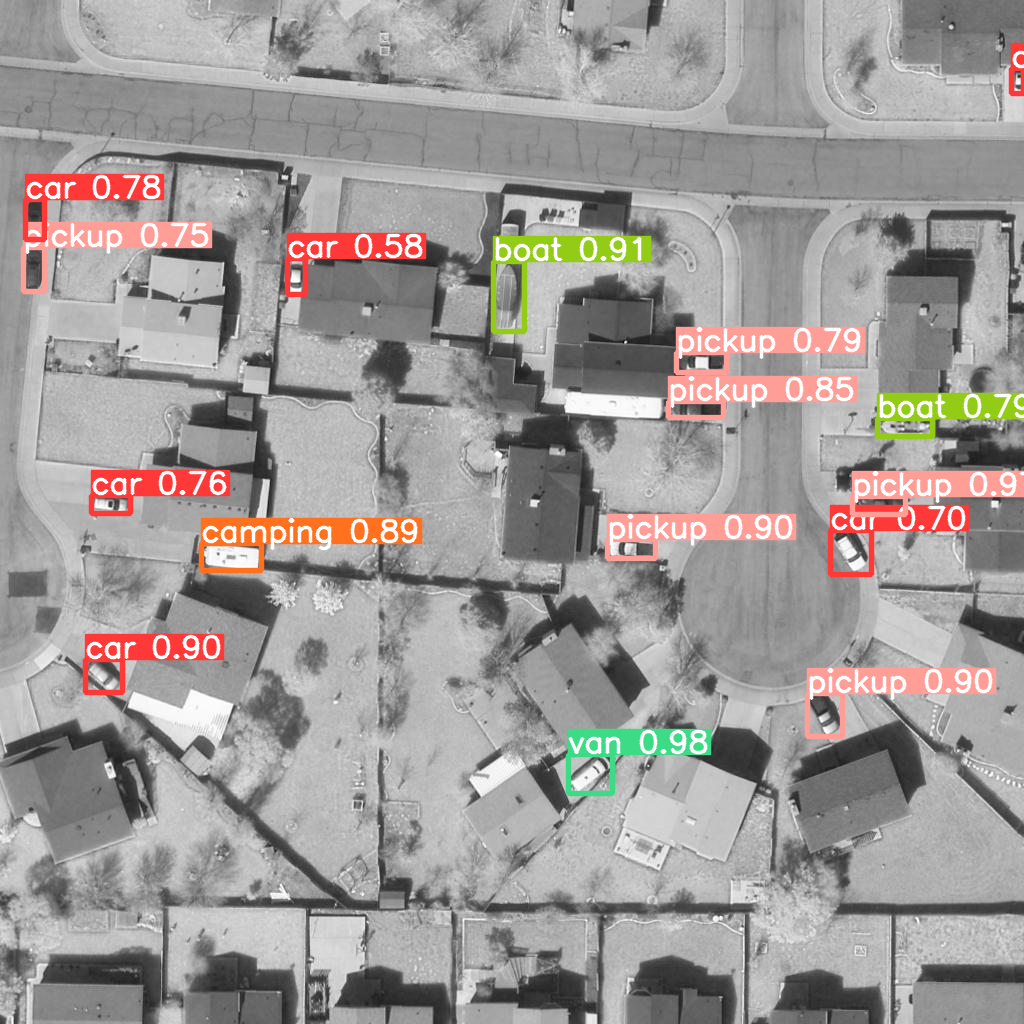 car 0.78
pickup 0.75
car 0.58
boat 0.91
pickup 0.79
pickup 0.85
boat 0.79
car 0.76
pickup 0.9
camping 0.89
pickup 0.90
car 0.70
car 0.90
pickup 0.90
van 0.98